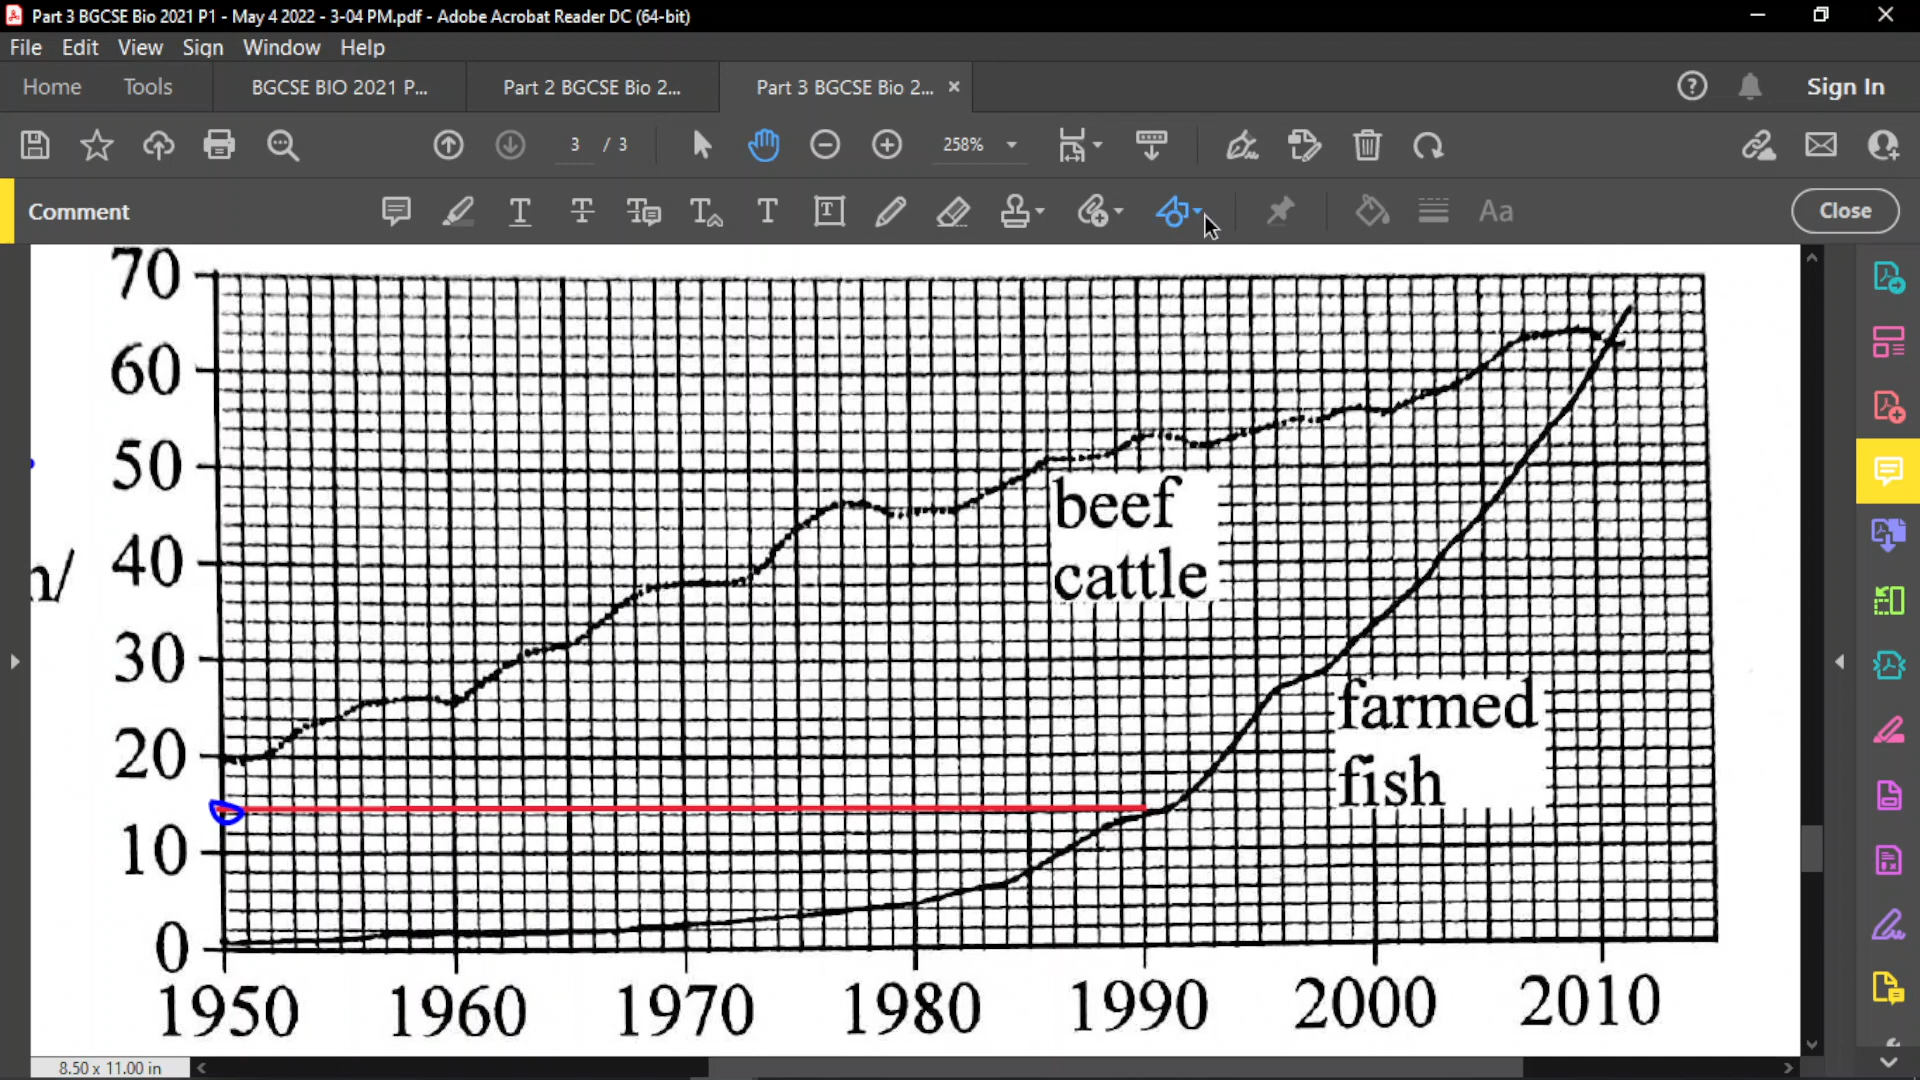 Part 3 BGCSE Bio 2021 P1 - May 4 2022 - 3-04 PM.pdf - Adobe Acrobat Reader DC (64-bit)
File Edit View Sign Window Help
Home Tools BGCSE BIO 2021 P... Part 2 BGCSE Bio 2... Part 3 BGCSE Bio 2... Sign In
3 / 3 258%
Comment Close
70
60
50
40
30
20
10
0
n/
beef
cattle
farmed
fish
1950 1960 1970 1980 1990 2000 2010
8.50 x 11.00 in